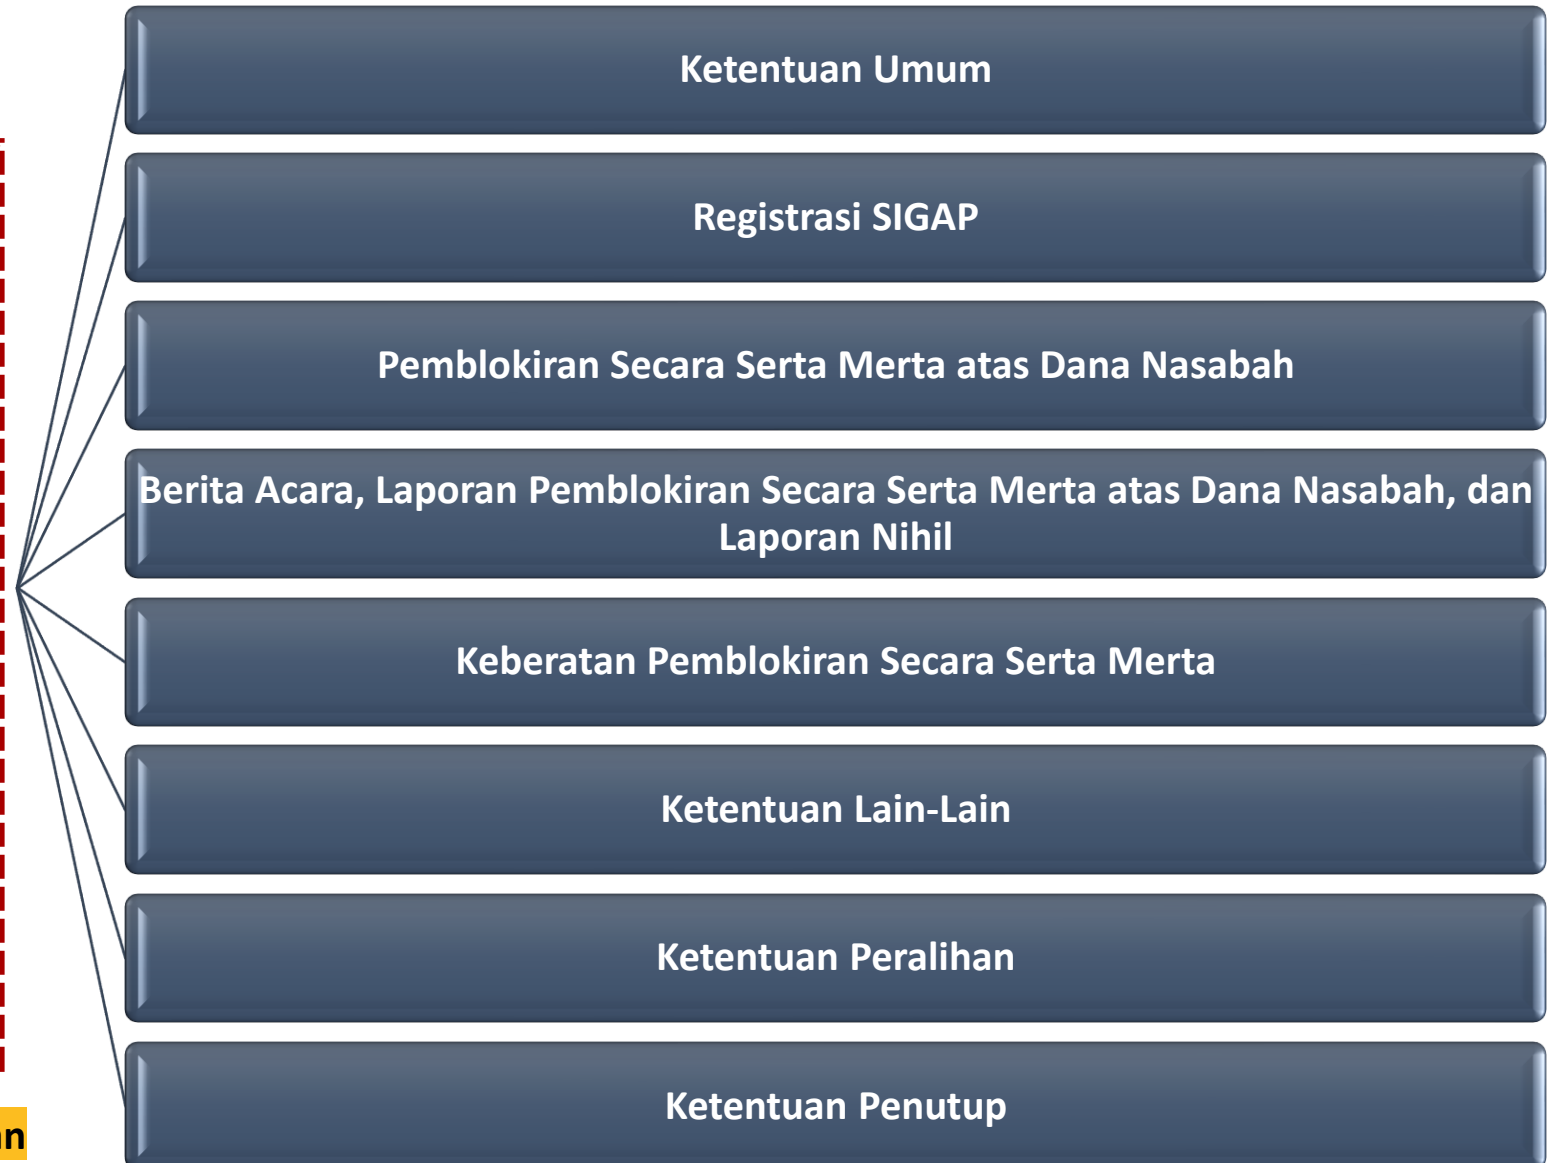 Ketentuan Umum
Registrasi SIGAP
Pemblokiran Secara Serta Merta atas Dana Nasabah
Berita Acara, Laporan Pemblokiran Secara Serta Merta atas Dana Nasabah, dan
Laporan Nihil
Keberatan Pemblokiran Secara Serta Merta
Ketentuan Lain-Lain
Ketentuan Peralihan
Ketentuan Penutup